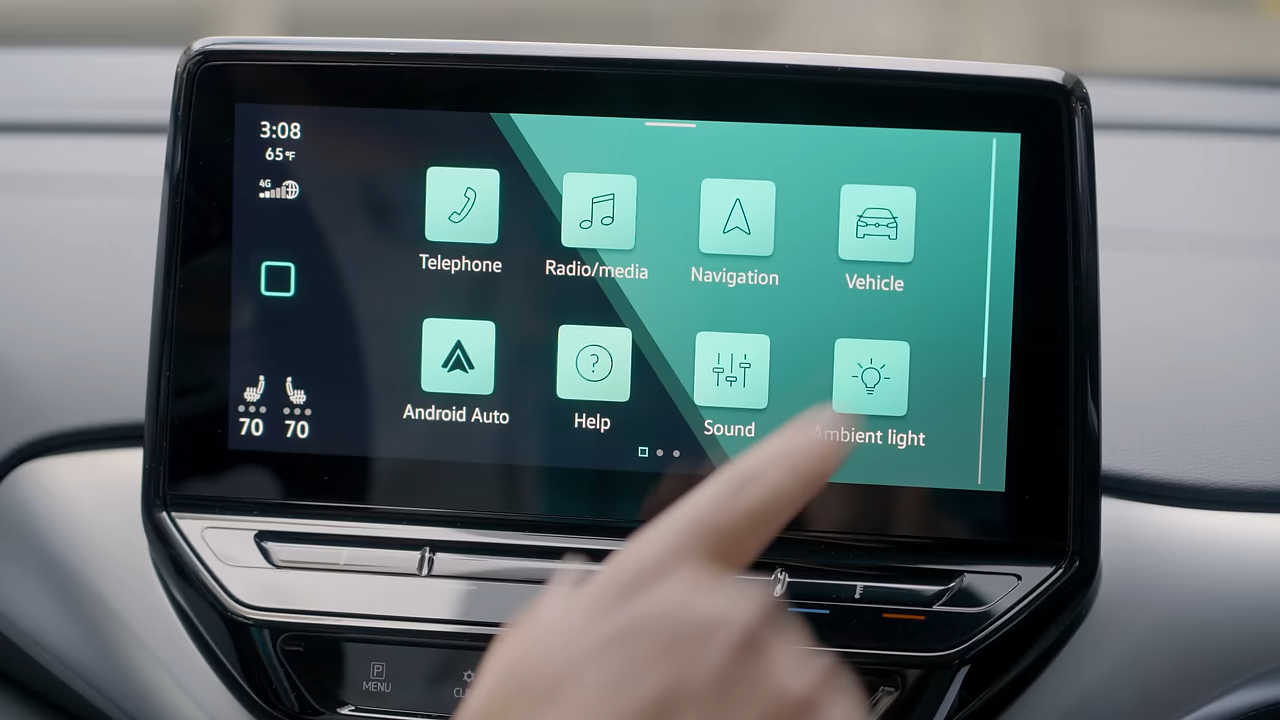 3:08
65°F
4G
Telephone
Radio/media
Navigation
Vehicle
Android Auto
Help
Sound
Ambient light
70
70
P
MENU